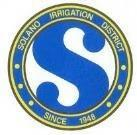 SOLANO IRRIGATION DISTRICT
S
SINCE 1948